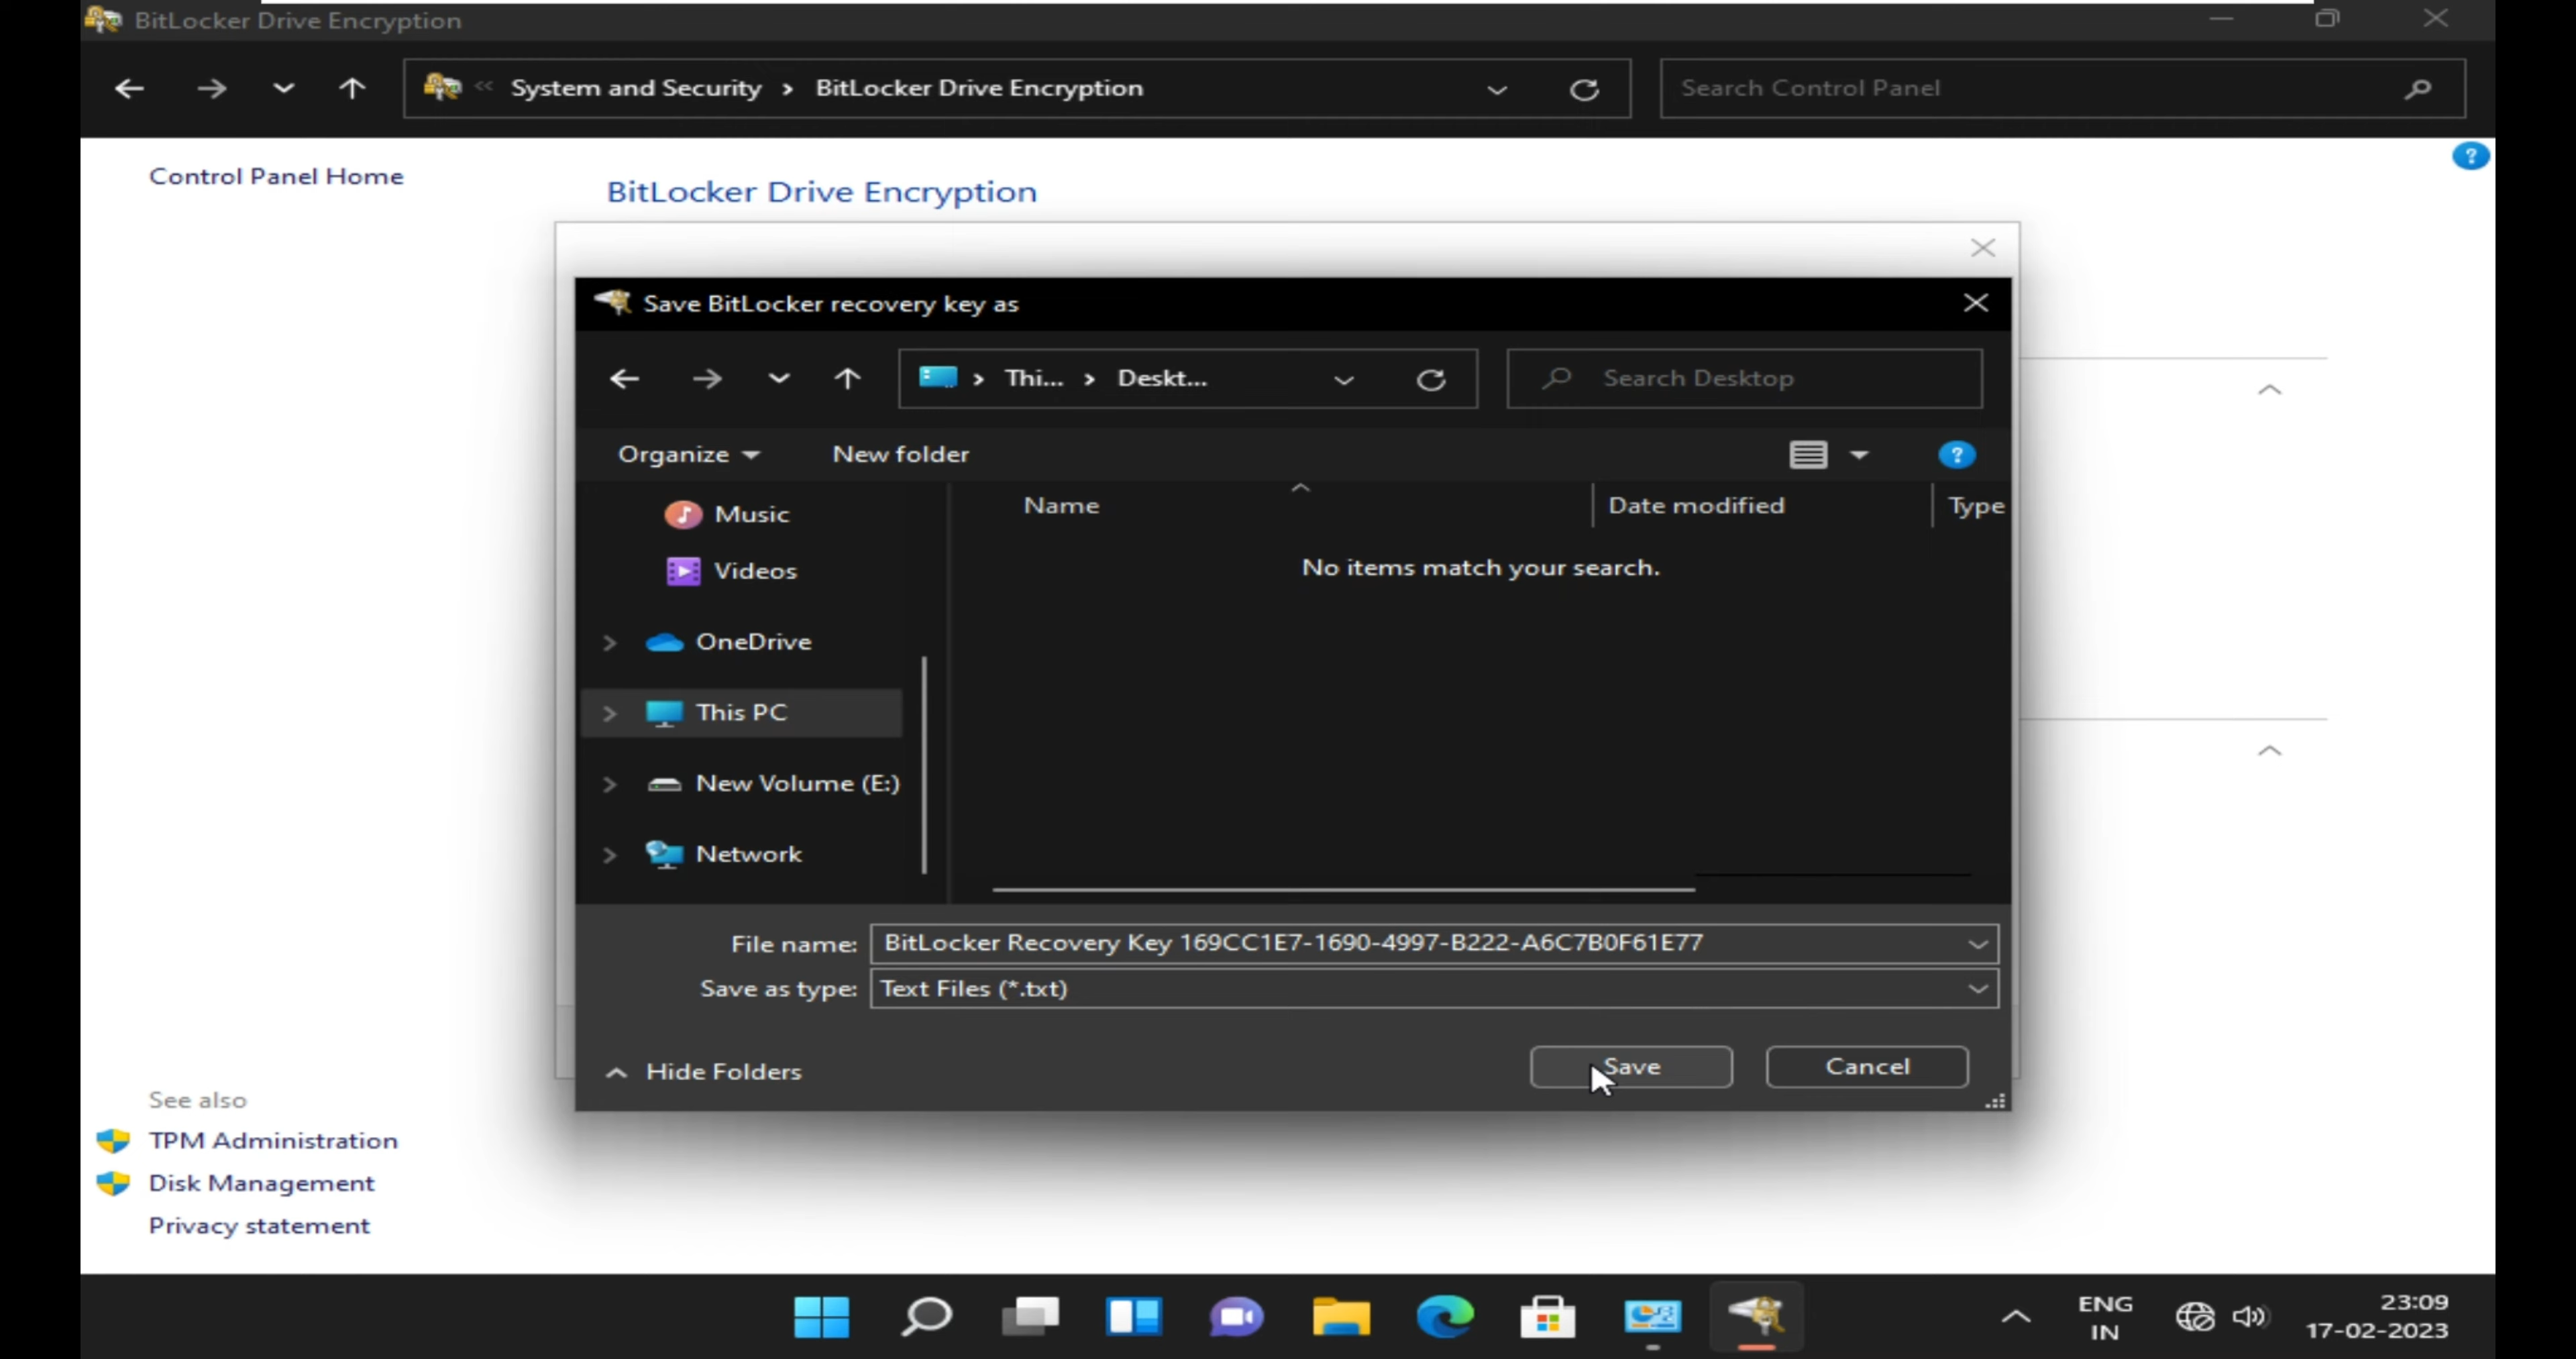 BitLocker Drive Encryption
« System and Security › BitLocker Drive Encryption
Search Control Panel
Control Panel Home
BitLocker Drive Encryption
Save BitLocker recovery key as
› Thi... › Deskt...
Search Desktop
Organize
New folder
Name
Date modified
Type
Music
Videos
No items match your search.
OneDrive
This PC
New Volume (E:)
Network
File name: BitLocker Recovery Key 169CC1E7-1690-4997-B222-A6C7B0F61E77
Save as type: Text Files (*.txt)
Hide Folders
Save
Cancel
See also
TPM Administration
Disk Management
Privacy statement
ENG
IN
23:09
17-02-2023